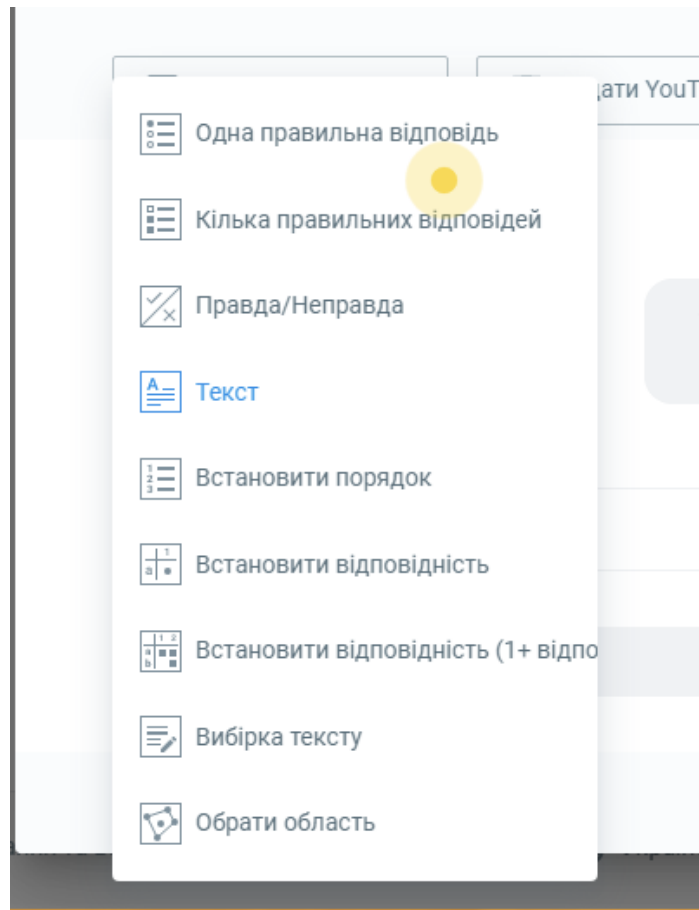 дати YouT
Одна правильна відповідь
Кілька правильних відповідей
Правда/Неправда
Текст
Встановити порядок
Встановити відповідність
Встановити відповідність (1+ відпо
Вибірка тексту
Обрати область